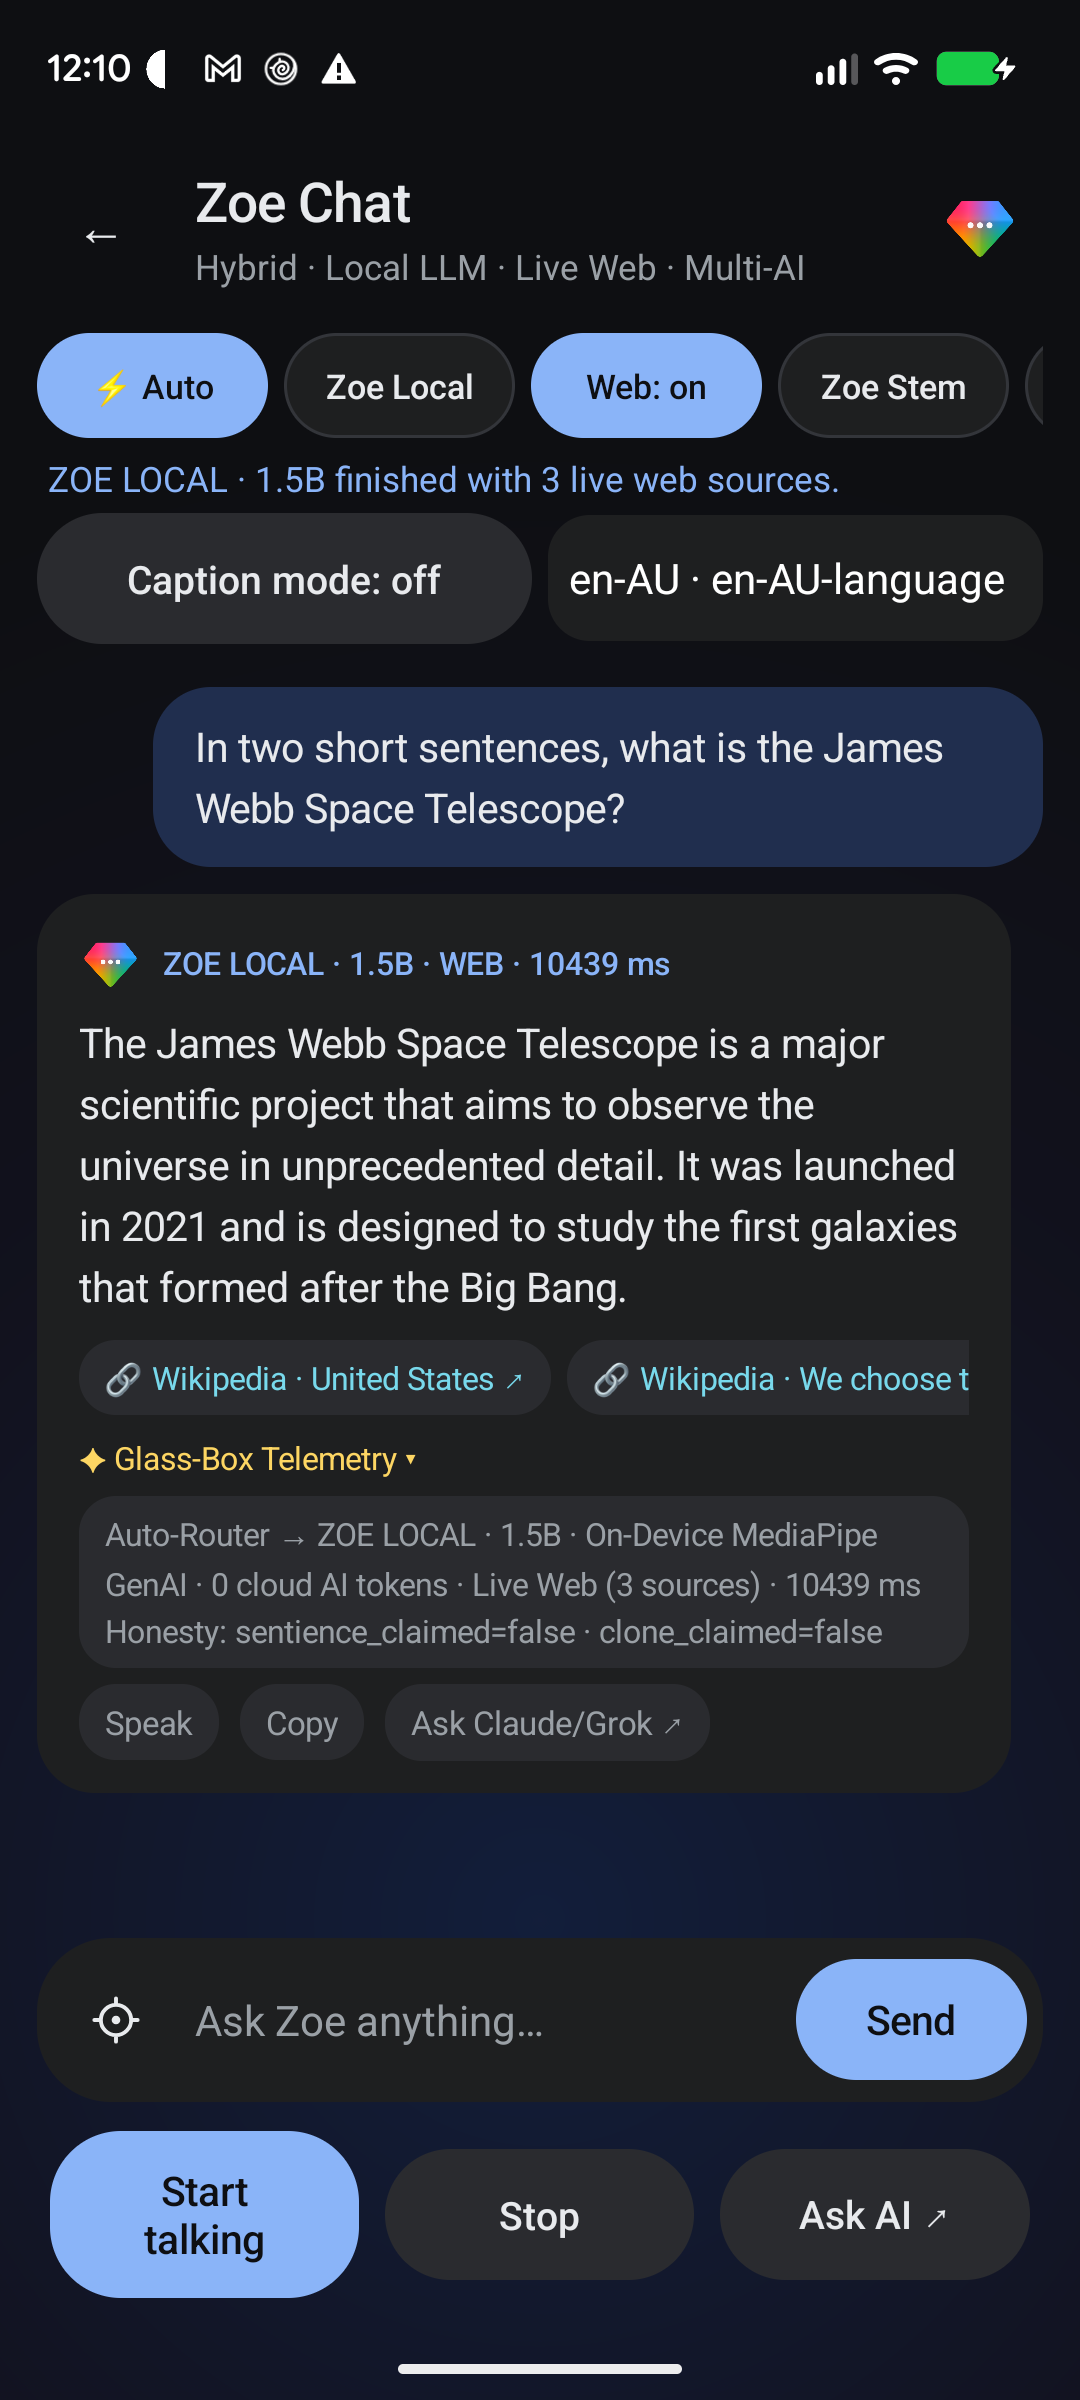 12:10
Zoe Chat
Hybrid · Local LLM · Live Web · Multi-AI
⚡ Auto
Zoe Local
Web: on
Zoe Stem
ZOE LOCAL · 1.5B finished with 3 live web sources.
Caption mode: off
en-AU · en-AU-language
In two short sentences, what is the James
Webb Space Telescope?
ZOE LOCAL · 1.5B · WEB · 10439 ms
The James Webb Space Telescope is a major
scientific project that aims to observe the
universe in unprecedented detail. It was launched
in 2021 and is designed to study the first galaxies
that formed after the Big Bang.
🔗 Wikipedia · United States ↗
🔗 Wikipedia · We choose t
✦ Glass-Box Telemetry ▾
Auto-Router → ZOE LOCAL · 1.5B · On-Device MediaPipe
GenAI · 0 cloud AI tokens · Live Web (3 sources) · 10439 ms
Honesty: sentience_claimed=false · clone_claimed=false
Speak
Copy
Ask Claude/Grok ↗
Ask Zoe anything…
Send
Start
talking
Stop
Ask AI ↗